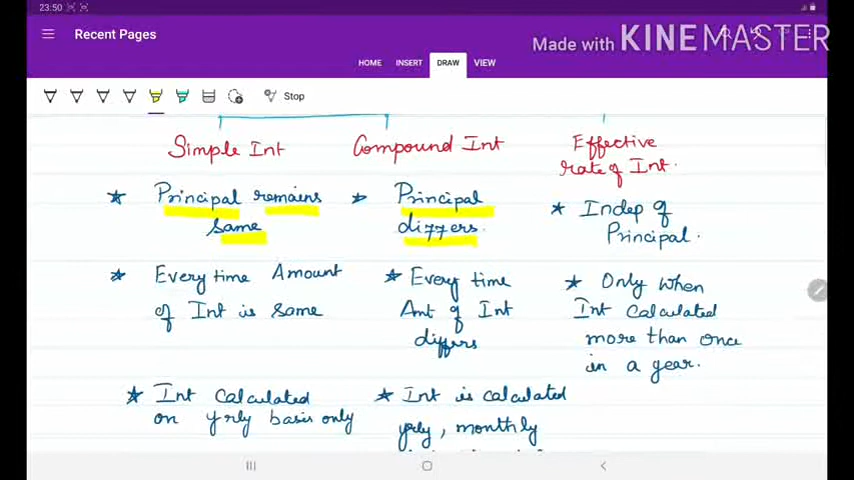 23:50
Recent Pages
Made with KINEMASTER
HOME INSERT DRAW VIEW
Stop
Simple Int
Compound Int
Effective
rate of Int.
Principal remains
same
Principal
differs.
Indep of
Principal.
Every time Amount
of Int is same
Every time
Amt of Int
differs
Only when
Int calculated
more than once
in a year.
Int calculated
on yrly basis only
Int is calculated
yrly, monthly